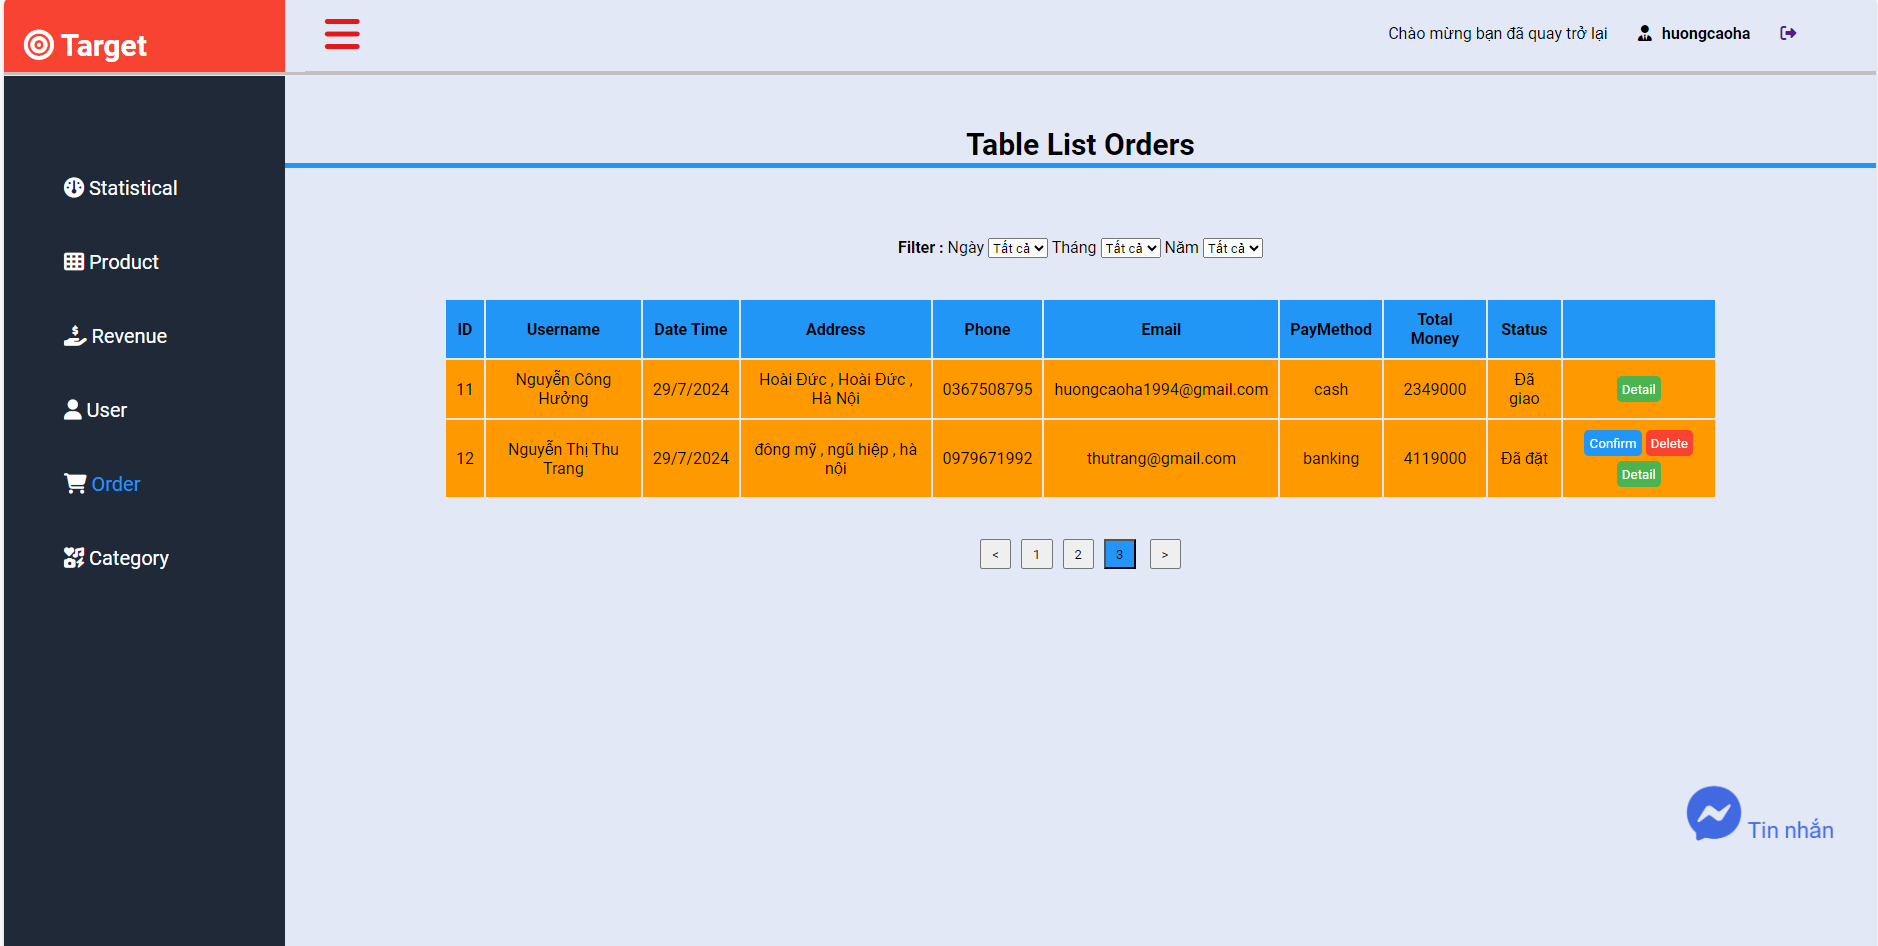 Target
Chào mừng bạn đã quay trở lại huongcaoha
Statistical
Product
Revenue
User
Order
Category
Table List Orders
Filter : Ngày Tất cả Tháng Tất cả Năm Tất cả
ID Username Date Time Address Phone Email PayMethod Total Money Status
11 Nguyễn Công Hưởng 29/7/2024 Hoài Đức , Hoài Đức , Hà Nội 0367508795 huongcaoha1994@gmail.com cash 2349000 Đã giao Detail
12 Nguyễn Thị Thu Trang 29/7/2024 đông mỹ , ngũ hiệp , hà nội 0979671992 thutrang@gmail.com banking 4119000 Đã đặt Confirm Delete Detail
< 1 2 3 >
Tin nhắn